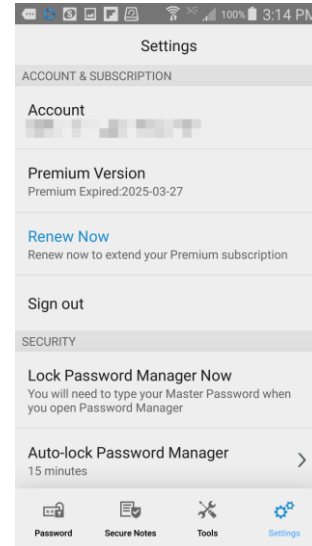 100% 3:14 PM
Settings
ACCOUNT & SUBSCRIPTION
Account
Premium Version
Premium Expired:2025-03-27
Renew Now
Renew now to extend your Premium subscription
Sign out
SECURITY
Lock Password Manager Now
You will need to type your Master Password when
you open Password Manager
Auto-lock Password Manager
15 minutes
Password Secure Notes Tools Settings